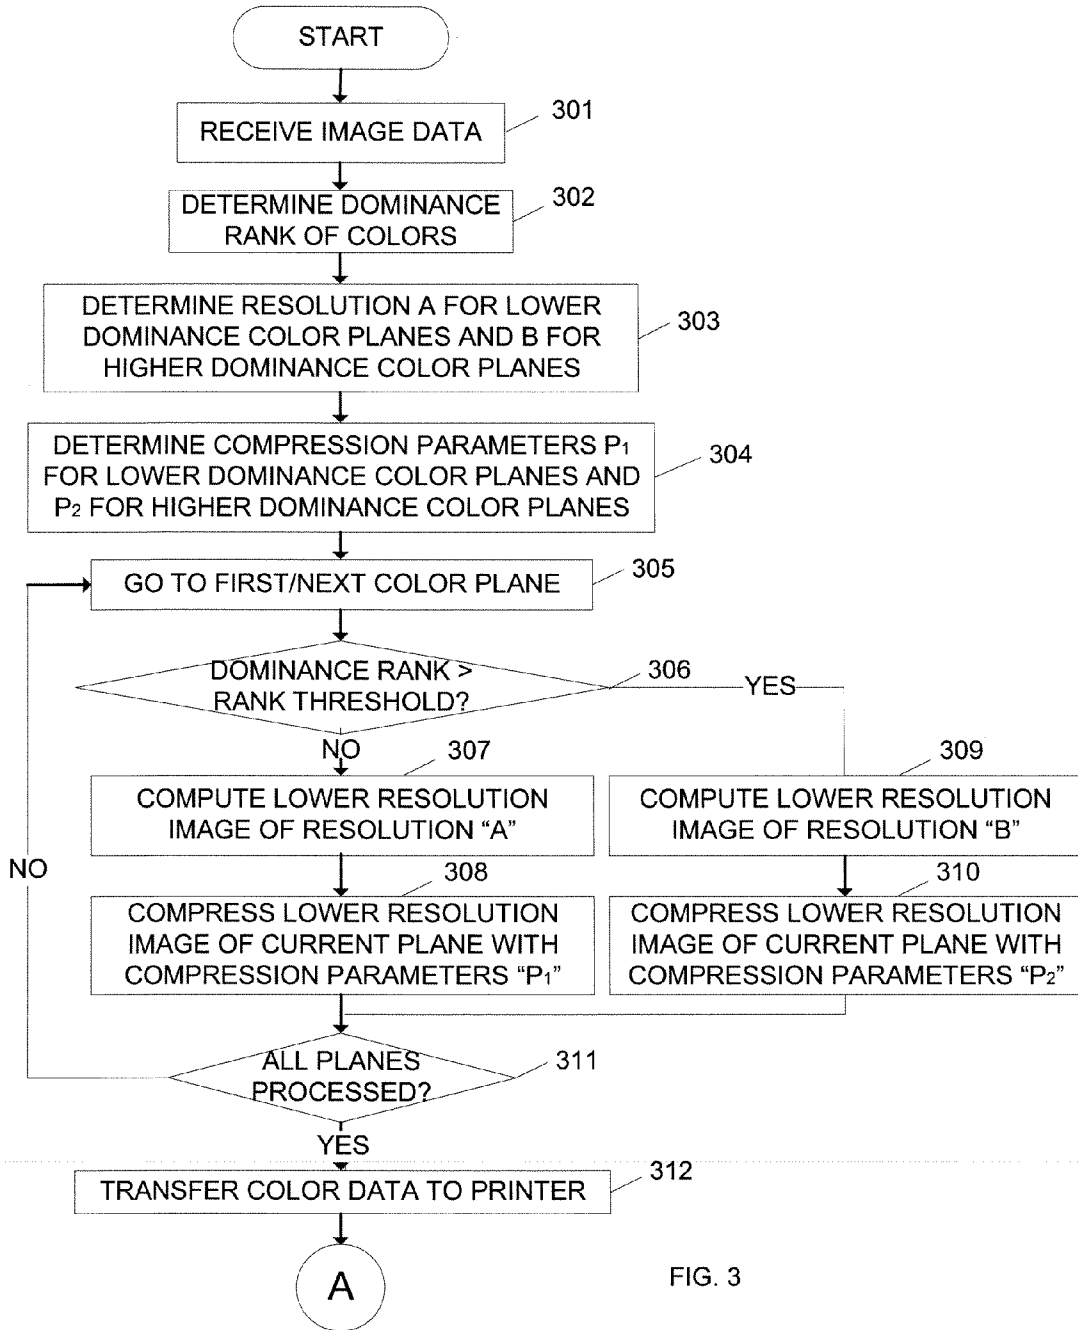 START
301
RECEIVE IMAGE DATA
302
DETERMINE DOMINANCE
RANK OF COLORS
DETERMINE RESOLUTION A FOR LOWER
DOMINANCE COLOR PLANES AND B FOR
HIGHER DOMINANCE COLOR PLANES
303
DETERMINE COMPRESSION PARAMETERS P1
FOR LOWER DOMINANCE COLOR PLANES AND
P2 FOR HIGHER DOMINANCE COLOR PLANES
304
GO TO FIRST/NEXT COLOR PLANE
305
DOMINANCE RANK >
RANK THRESHOLD?
306
YES
NO
307
COMPUTE LOWER RESOLUTION
IMAGE OF RESOLUTION “A”
309
COMPUTE LOWER RESOLUTION
IMAGE OF RESOLUTION “B”
NO
308
COMPRESS LOWER RESOLUTION
IMAGE OF CURRENT PLANE WITH
COMPRESSION PARAMETERS “P1”
310
COMPRESS LOWER RESOLUTION
IMAGE OF CURRENT PLANE WITH
COMPRESSION PARAMETERS “P2”
ALL PLANES
PROCESSED?
311
YES
312
TRANSFER COLOR DATA TO PRINTER
A
FIG. 3